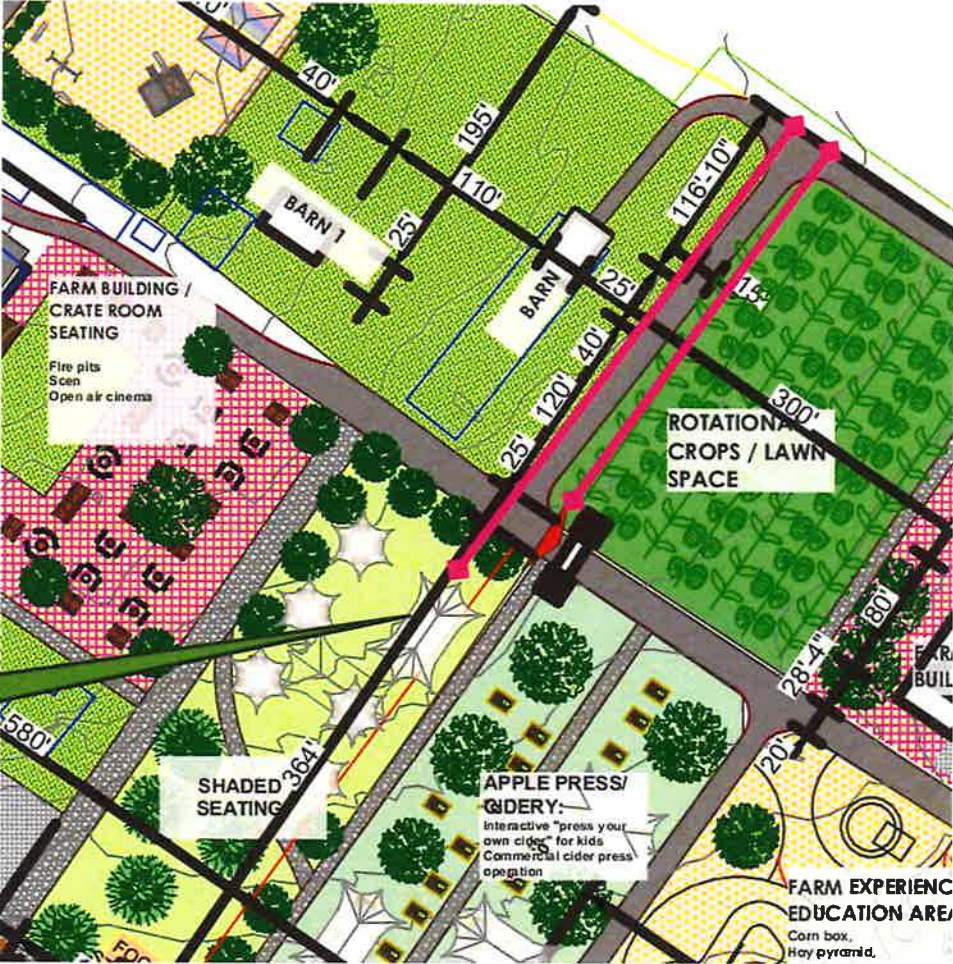 40'
195'
110'
116'-10"
BARN 1
25'
FARM BUILDING /
CRATE ROOM
SEATING
Fire pits
Scen
Open air cinema
BARN
25'
15'
40'
120'
25'
300'
ROTATIONAL
CROPS / LAWN
SPACE
80'
28'-4"
20'
580'
364'
SHADED
SEATING
APPLE PRESS/
CIDERY:
Interactive "press your
own cider" for kids
Commercial cider press
operation
FARM EXPERIENC
EDUCATION AREA
Corn box,
Hay pyramid,